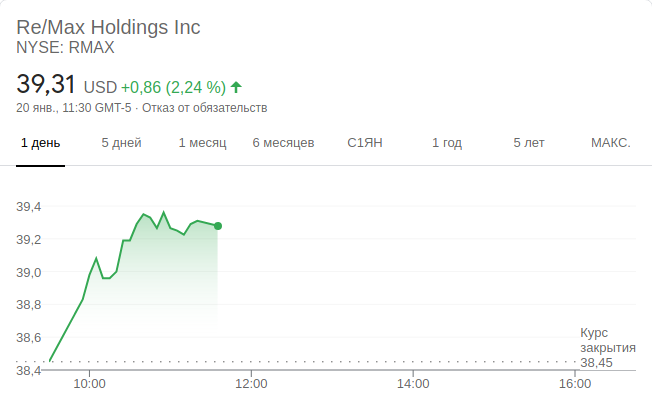 Re/Max Holdings Inc
NYSE: RMAX
39,31 USD +0,86 (2,24 %)
20 янв., 11:30 GMT-5 · Отказ от обязательств
1 день 5 дней 1 месяц 6 месяцев С1ЯН 1 год 5 лет МАКС.
39,4
39,2
39,0
38,8
38,6
38,4
Курс
закрытия
38,45
10:00 12:00 14:00 16:00